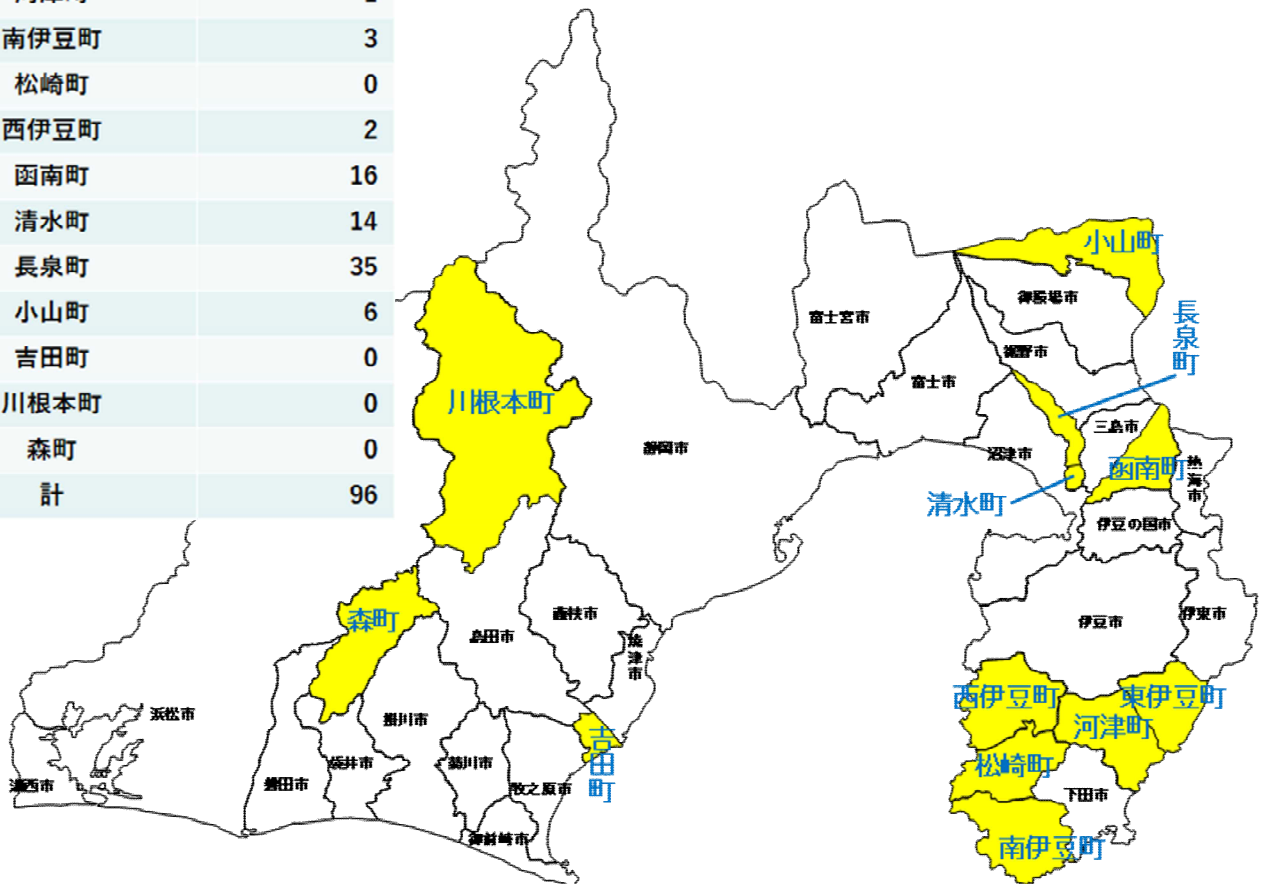 南伊豆町 3
松崎町 0
西伊豆町 2
函南町 16
清水町 14
長泉町 35
小山町 6
吉田町 0
川根本町 0
森町 0
計 96
小山町
御殿場市
長泉町
富士宮市
裾野市
富士市
川根本町
三島市
静岡市
沼津市
函南町
熱海市
清水町
伊豆の国市
森町
島田市
藤枝市
焼津市
伊豆市
伊東市
西伊豆町
東伊豆町
浜松市
掛川市
河津町
吉田町
袋井市
菊川市
松崎町
湖西市
磐田市
牧之原市
下田市
御前崎市
南伊豆町